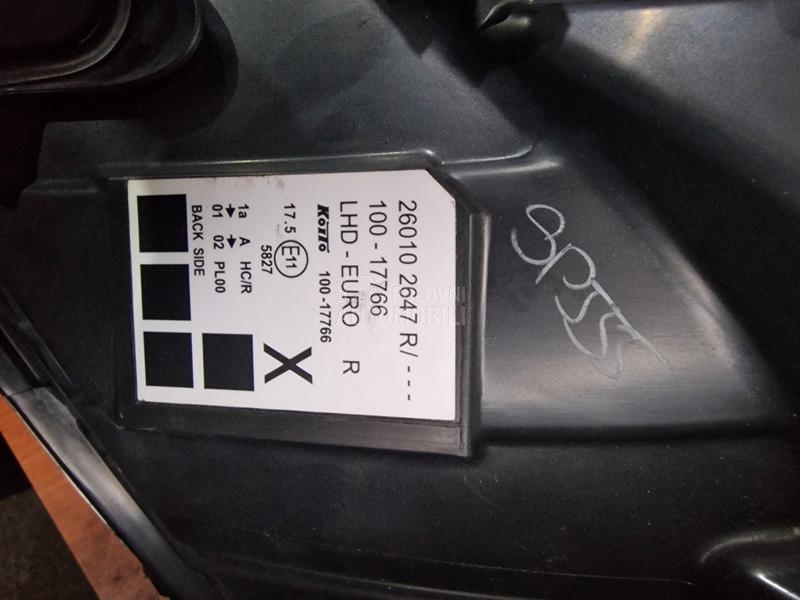 26010 2647 R/ - - -
100 - 17766
LHD - EURO R
KOITO 100-17766
17.5 E11
5827
X
1a A HC/R
01 02 PL00
BACK SIDE